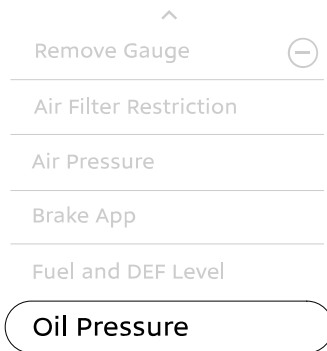 Remove Gauge
Air Filter Restriction
Air Pressure
Brake App
Fuel and DEF Level
Oil Pressure